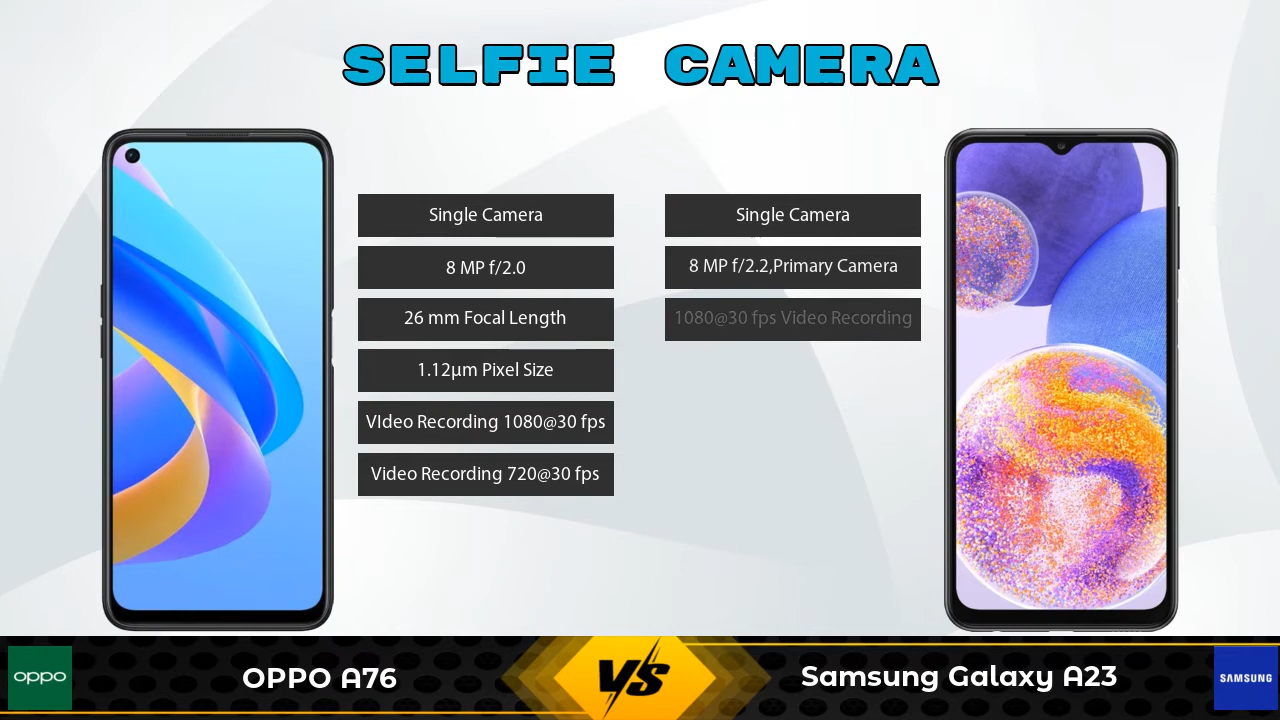 SELFIE CAMERA
Single Camera
8 MP f/2.0
26 mm Focal Length
1.12µm Pixel Size
VIdeo Recording 1080@30 fps
Video Recording 720@30 fps
Single Camera
8 MP f/2.2,Primary Camera
1080@30 fps Video Recording
oppo
OPPO A76
VS
Samsung Galaxy A23
SAMSUNG